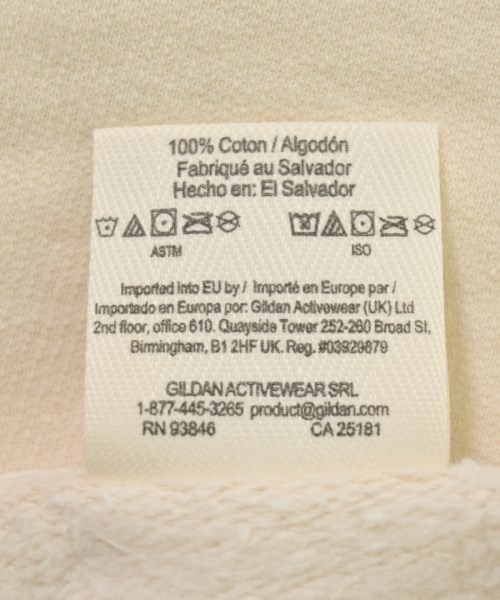 100% Coton / Algodón
Fabriqué au Salvador
Hecho en: El Salvador
ASTM ISO
Imported into EU by / Importé en Europe par /
Importado en Europa por: Gildan Activewear (UK) Ltd
2nd floor, office 610. Quayside Tower 252-260 Broad St,
Birmingham, B1 2HF UK. Reg. #03929879
GILDAN ACTIVEWEAR SRL
1-877-445-3265 product@gildan.com
RN 93846 CA 25181